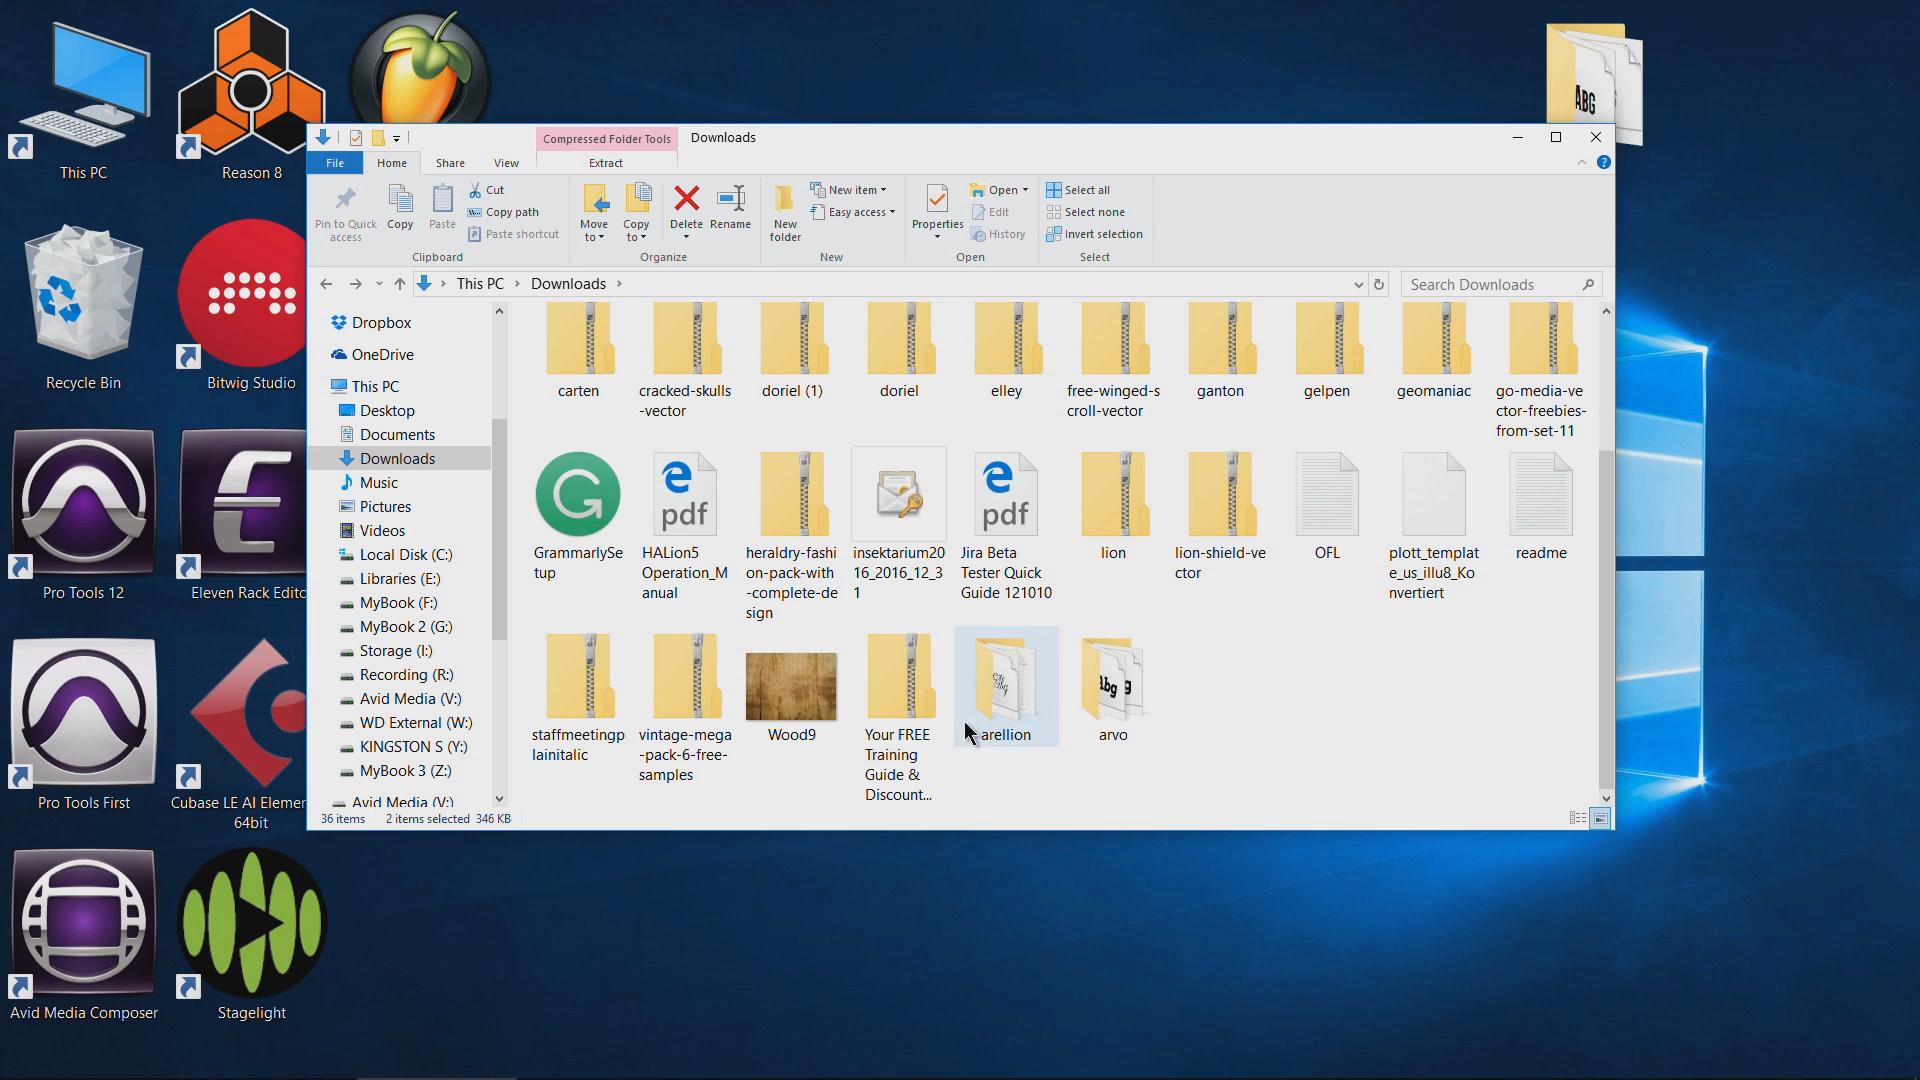 This PC
Reason 8
ABG
Recycle Bin
Bitwig Studio
Pro Tools 12
Eleven Rack Edito
Pro Tools First
Cubase LE AI Elemen
64bit
Avid Media Composer
Stagelight
Compressed Folder Tools
Downloads
File
Home
Share
View
Extract
Pin to Quick
access
Copy
Paste
Cut
Copy path
Paste shortcut
Clipboard
Move
to
Copy
to
Delete
Rename
Organize
New
folder
New item
Easy access
New
Properties
Open
Edit
History
Open
Select all
Select none
Invert selection
Select
This PC
Downloads
Search Downloads
Dropbox
OneDrive
This PC
Desktop
Documents
Downloads
Music
Pictures
Videos
Local Disk (C:)
Libraries (E:)
MyBook (F:)
MyBook 2 (G:)
Storage (I:)
Recording (R:)
Avid Media (V:)
WD External (W:)
KINGSTON S (Y:)
MyBook 3 (Z:)
Avid Media (V:)
carten
cracked-skulls
-vector
doriel (1)
doriel
elley
free-winged-s
croll-vector
ganton
gelpen
geomaniac
go-media-ve
ctor-freebies-
from-set-11
G
GrammarlySe
tup
e
pdf
HALion5
Operation_M
anual
heraldry-fashi
on-pack-with
-complete-de
sign
insektarium20
16_2016_12_3
1
e
pdf
Jira Beta
Tester Quick
Guide 121010
lion
lion-shield-ve
ctor
OFL
plott_templat
e_us_illu8_Ko
nvertiert
readme
staffmeetingp
lainitalic
vintage-mega
-pack-6-free-
samples
Wood9
Your FREE
Training
Guide &
Discount...
arellion
Abg
arvo
36 items
2 items selected 346 KB